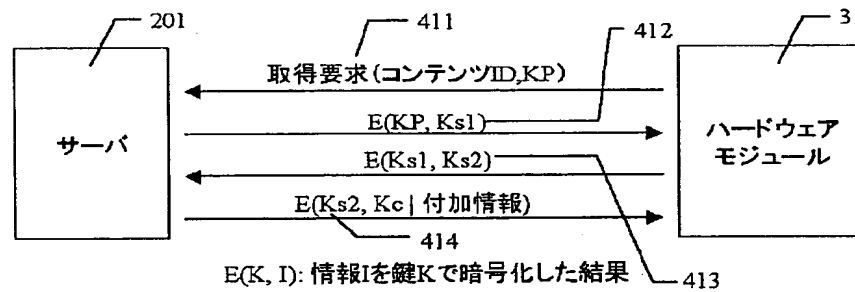 201
411
412
3
取得要求(コンテンツID,KP)
E(KP, Ks1)
サーバ
ハードウェア
モジュール
E(Ks1, Ks2)
E(Ks2, Kc | 付加情報)
414
413
E(K, I): 情報Iを鍵Kで暗号化した結果